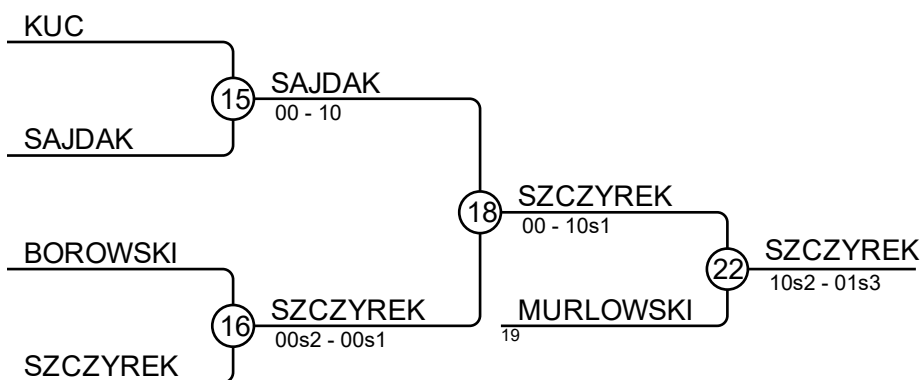 KUC
15
SAJDAK
00 - 10
SAJDAK
18
SZCZYREK
00 - 10s1
BOROWSKI
22
SZCZYREK
10s2 - 01s3
16
SZCZYREK
00s2 - 00s1
MURLOWSKI
19
SZCZYREK